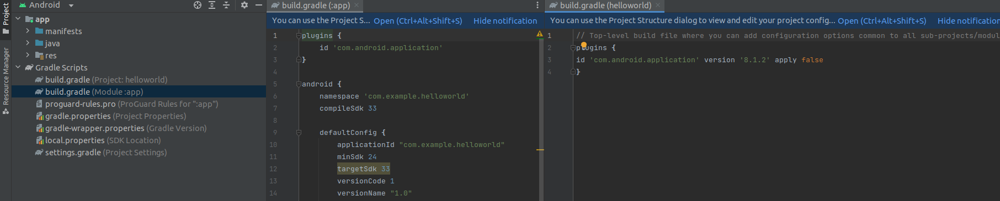 Project
Resource Manager
Android
app
manifests
java
res
Gradle Scripts
build.gradle (Project: helloworld)
build.gradle (Module :app)
proguard-rules.pro (ProGuard Rules for ":app")
gradle.properties (Project Properties)
gradle-wrapper.properties (Gradle Version)
local.properties (SDK Location)
settings.gradle (Project Settings)
build.gradle (:app)
You can use the Project S... Open (Ctrl+Alt+Shift+S) Hide notification
1 plugins {
2 id 'com.android.application'
3 }
4
5 android {
6 namespace 'com.example.helloworld'
7 compileSdk 33
8
9 defaultConfig {
10 applicationId "com.example.helloworld"
11 minSdk 24
12 targetSdk 33
13 versionCode 1
14 versionName "1.0"
build.gradle (helloworld)
You can use the Project Structure dialog to view and edit your project config... Open (Ctrl+Alt+Shift+S) Hide notification
1 // Top-level build file where you can add configuration options common to all sub-projects/modul
2 plugins {
3 id 'com.android.application' version '8.1.2' apply false
4 }